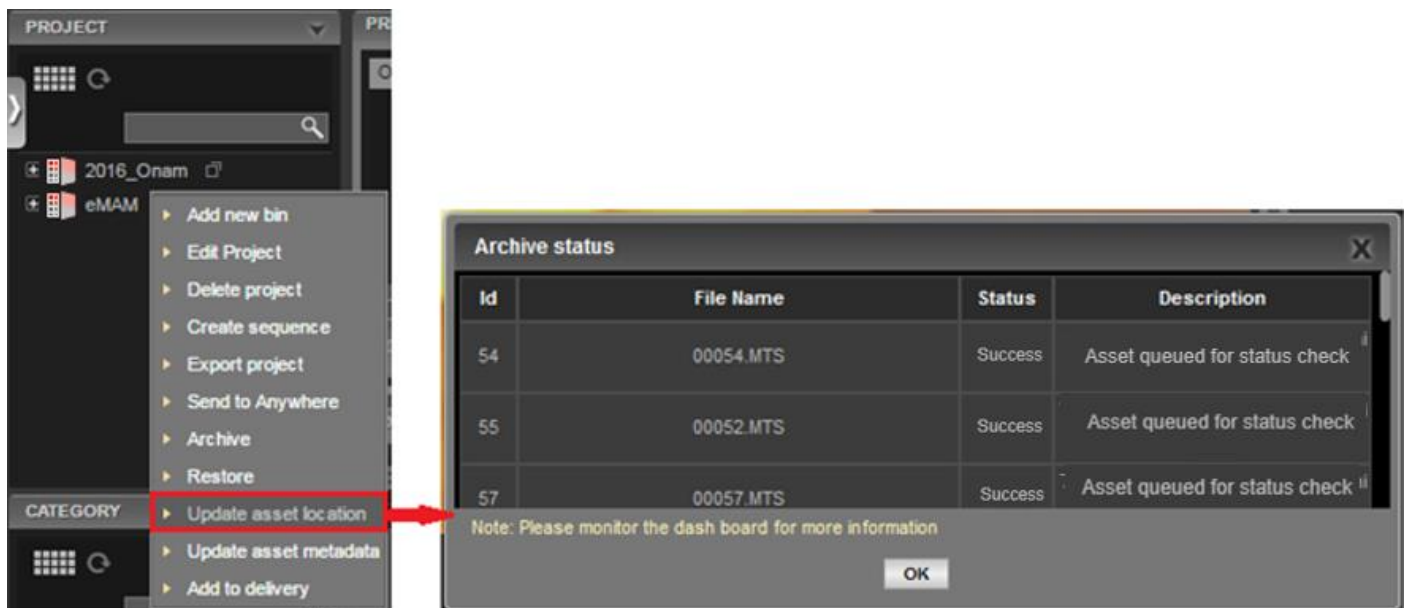 PROJECT
2016_Onam
eMAM
Add new bin
Edit Project
Delete project
Create sequence
Export project
Send to Anywhere
Archive
Restore
Update asset location
Update asset metadata
Add to delivery
CATEGORY
PR
O
Archive status
X
Id File Name Status Description
54 00054.MTS Success Asset queued for status check
55 00052.MTS Success Asset queued for status check
57 00057.MTS Success Asset queued for status check
Note: Please monitor the dash board for more information
OK